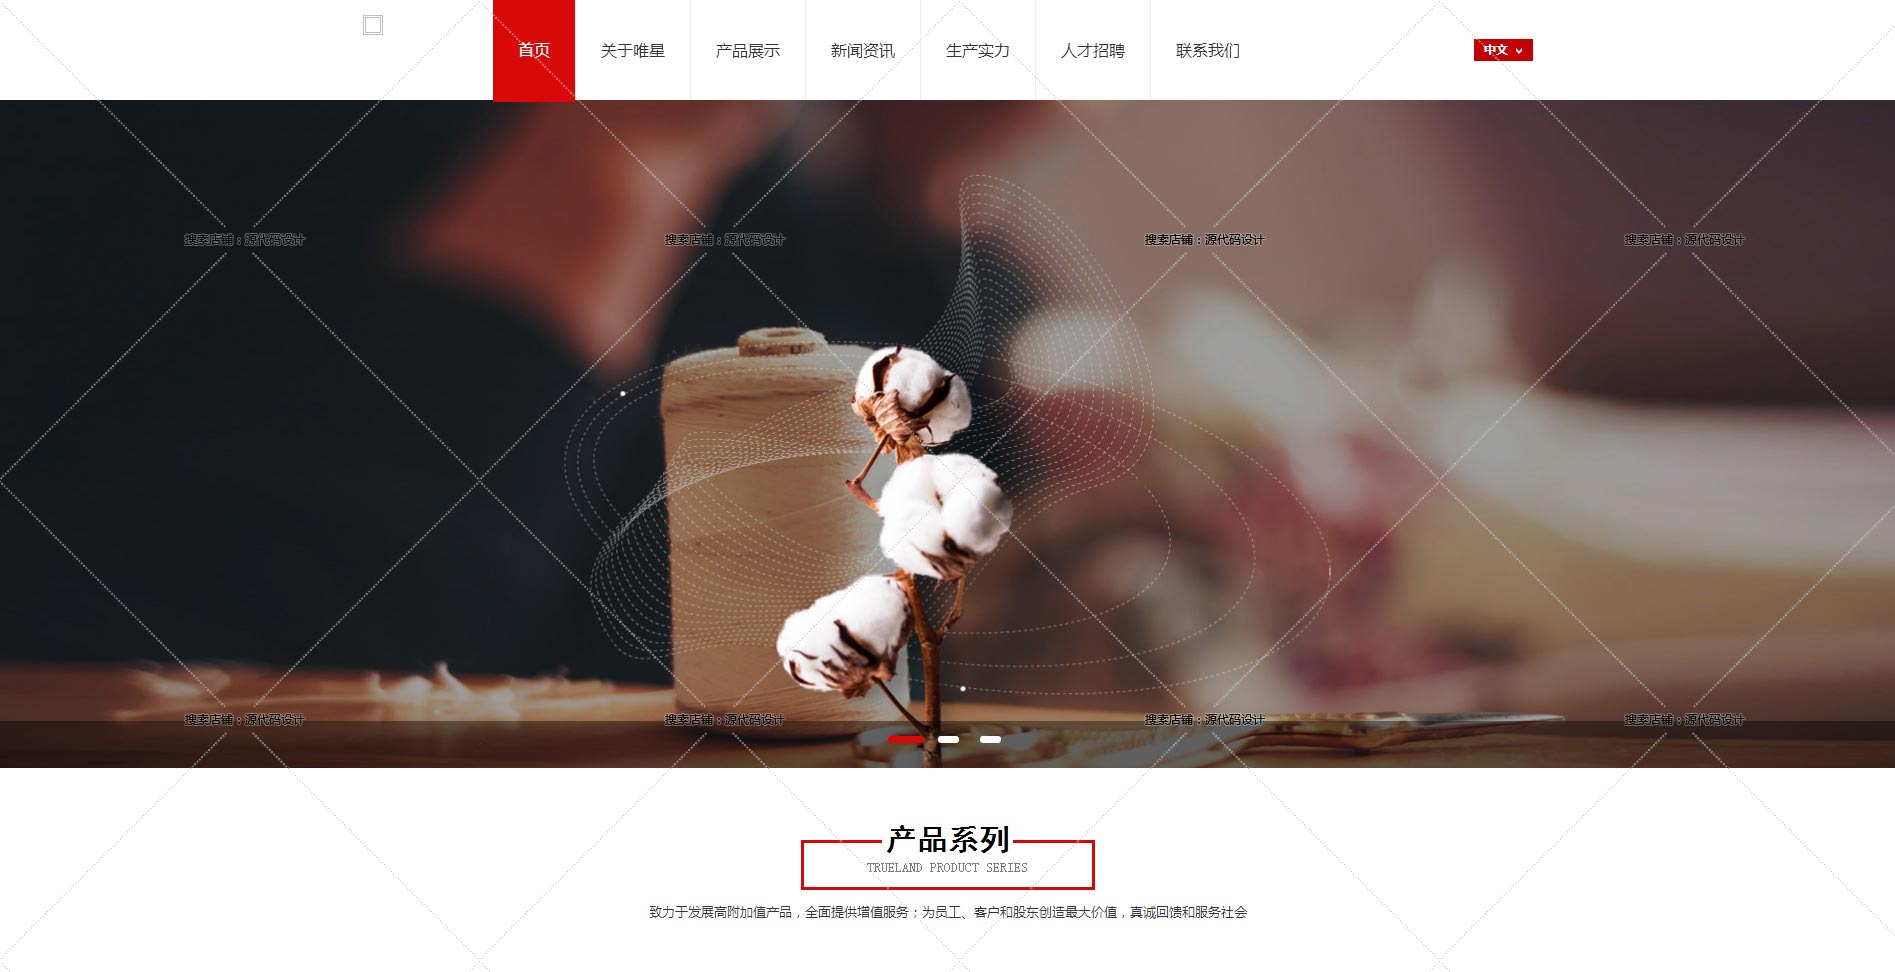 首页 关于唯星 产品展示 新闻资讯 生产实力 人才招聘 联系我们 中文
搜索店铺：源代码设计 搜索店铺：源代码设计 搜索店铺：源代码设计 搜索店铺：源代码设计
搜索店铺：源代码设计 搜索店铺：源代码设计 搜索店铺：源代码设计 搜索店铺：源代码设计
产品系列
TRUELAND PRODUCT SERIES
致力于发展高附加值产品，全面提供增值服务；为员工、客户和股东创造最大价值，真诚回馈和服务社会